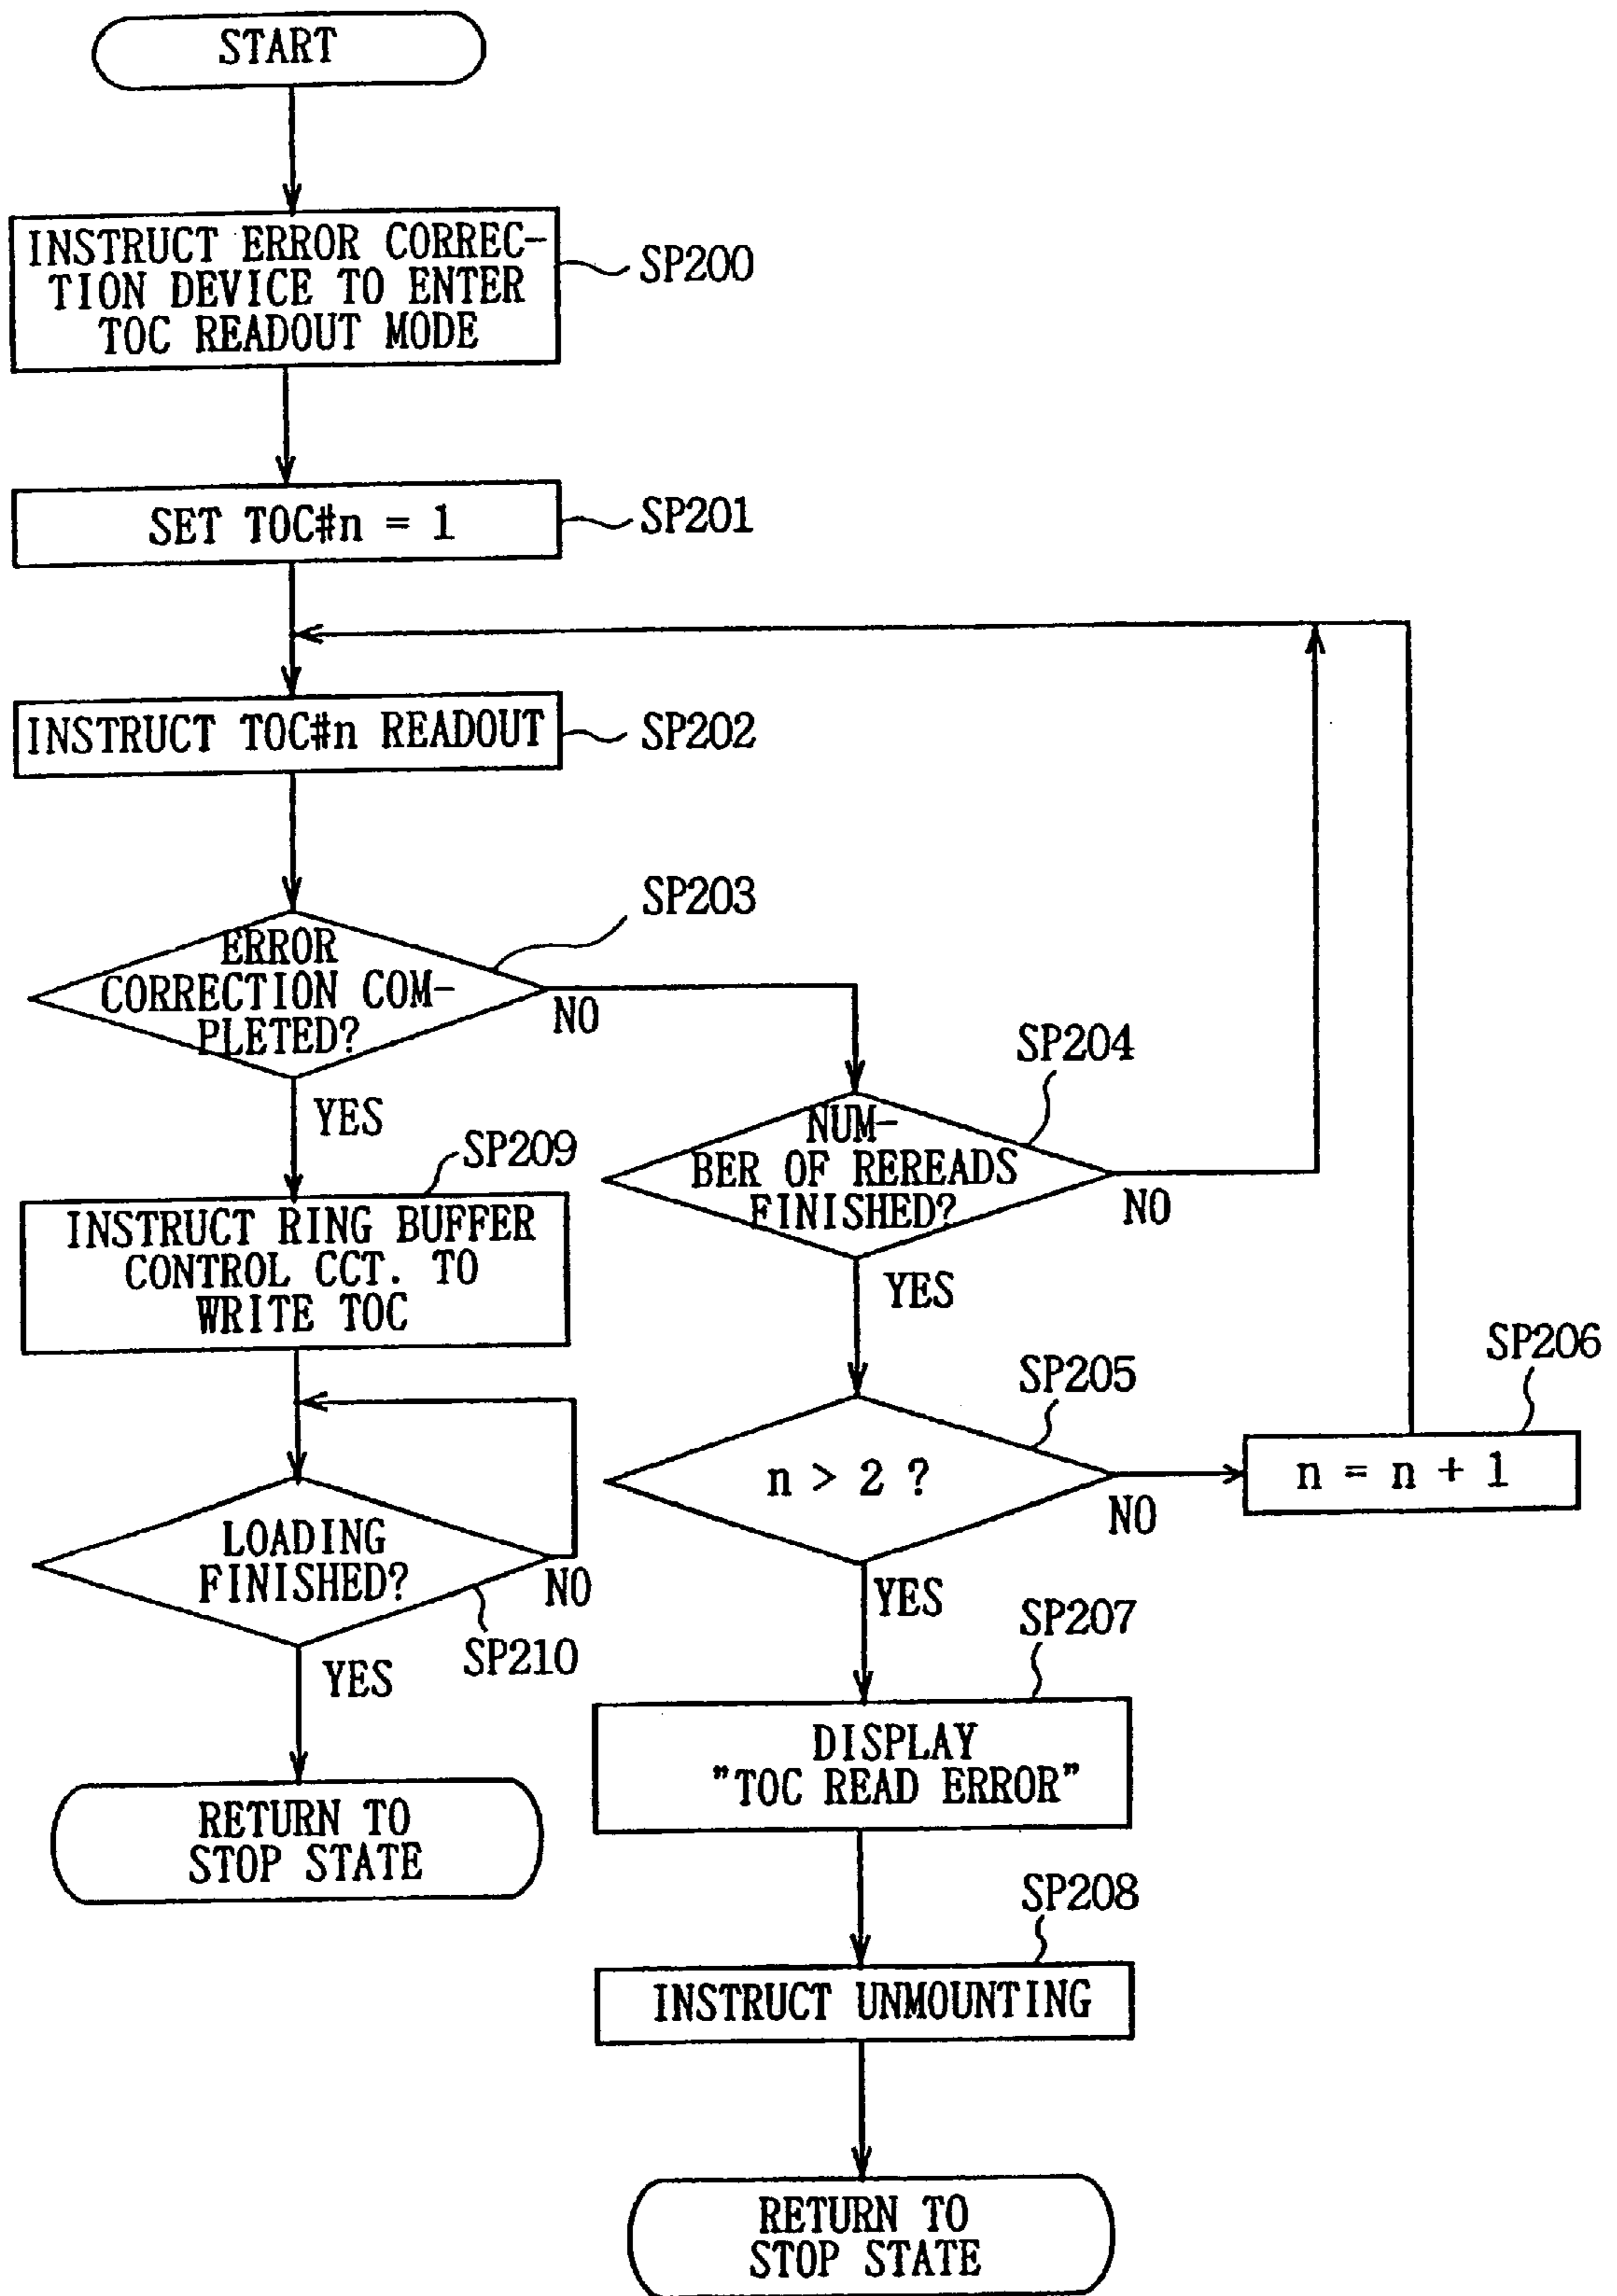 START
INSTRUCT ERROR CORREC-
TION DEVICE TO ENTER
TOC READOUT MODE
SP200
SET TOC#n = 1
SP201
INSTRUCT TOC#n READOUT
SP202
SP203
ERROR
CORRECTION COM-
PLETED?
NO
YES
SP204
NUM-
BER OF REREADS
FINISHED?
NO
YES
SP209
INSTRUCT RING BUFFER
CONTROL CCT. TO
WRITE TOC
SP205
n > 2 ?
NO
YES
SP206
n = n + 1
LOADING
FINISHED?
NO
SP210
YES
SP207
DISPLAY
"TOC READ ERROR"
RETURN TO
STOP STATE
SP208
INSTRUCT UNMOUNTING
RETURN TO
STOP STATE